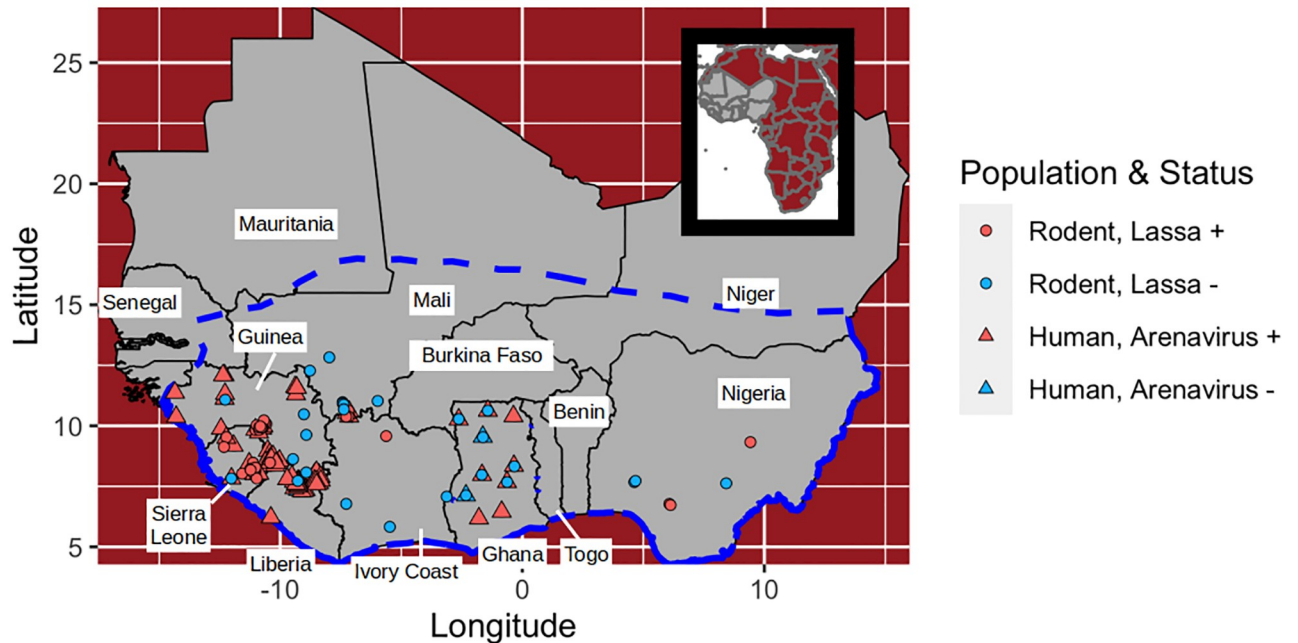 25
20
15
10
5
Latitude
-10
0
10
Longitude
Mauritania
Senegal
Mali
Niger
Guinea
Burkina Faso
Nigeria
Benin
Sierra
Leone
Liberia
Ivory Coast
Ghana
Togo
Population & Status
Rodent, Lassa +
Rodent, Lassa -
Human, Arenavirus +
Human, Arenavirus -